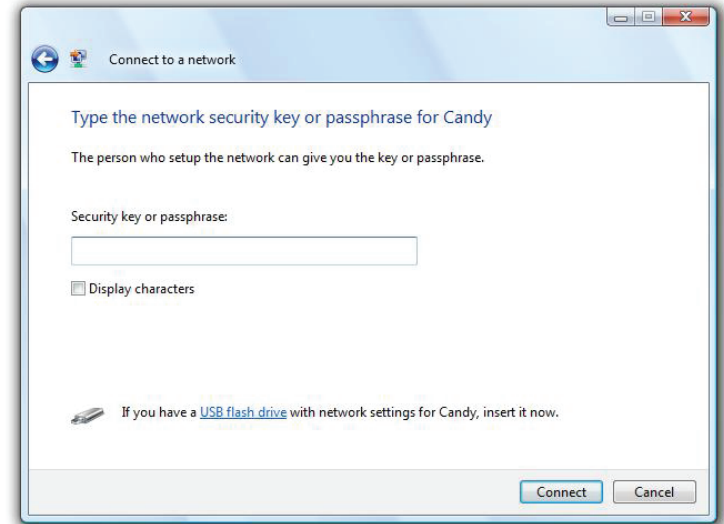 Connect to a network
Type the network security key or passphrase for Candy
The person who setup the network can give you the key or passphrase.
Security key or passphrase:
Display characters
If you have a USB flash drive with network settings for Candy, insert it now.
Connect Cancel